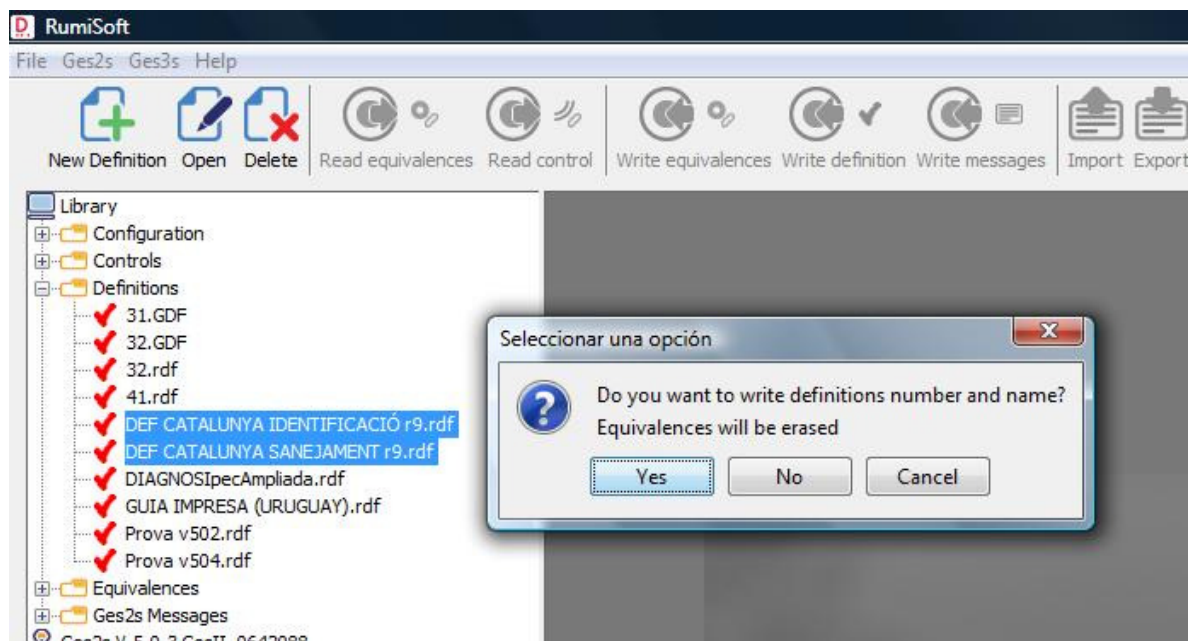 RumiSoft
File Ges2s Ges3s Help
New Definition Open Delete Read equivalences Read control Write equivalences Write definition Write messages Import Export
Library
Configuration
Controls
Definitions
31.GDF
32.GDF
32.rdf
41.rdf
DEF CATALUNYA IDENTIFICACIÓ r9.rdf
DEF CATALUNYA SANEJAMENT r9.rdf
DIAGNOSIpecAmpliada.rdf
GUIA IMPRESA (URUGUAY).rdf
Prova v502.rdf
Prova v504.rdf
Equivalences
Ges2s Messages
Seleccionar una opción
Do you want to write definitions number and name?
Equivalences will be erased
Yes No Cancel